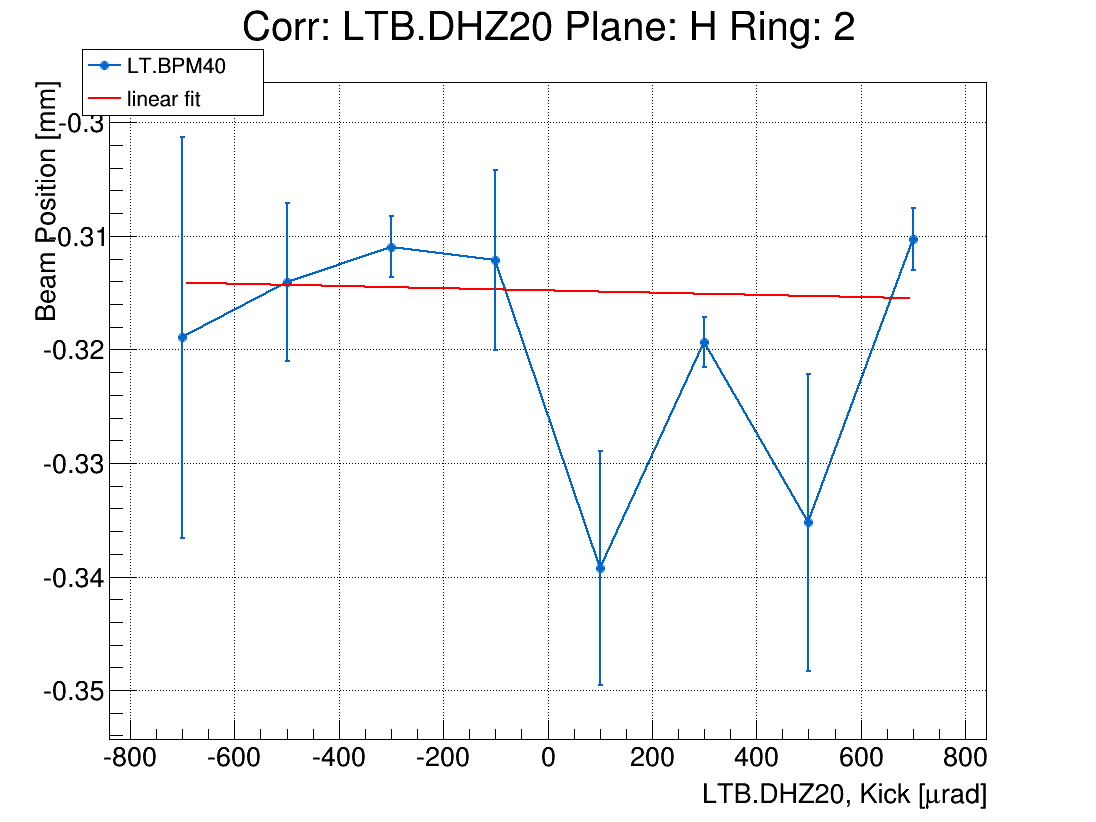 Corr: LTB.DHZ20 Plane: H Ring: 2
LT.BPM40
linear fit
Beam Position [mm]
-0.3
-0.31
-0.32
-0.33
-0.34
-0.35
-800 -600 -400 -200 0 200 400 600 800
LTB.DHZ20, Kick [μrad]